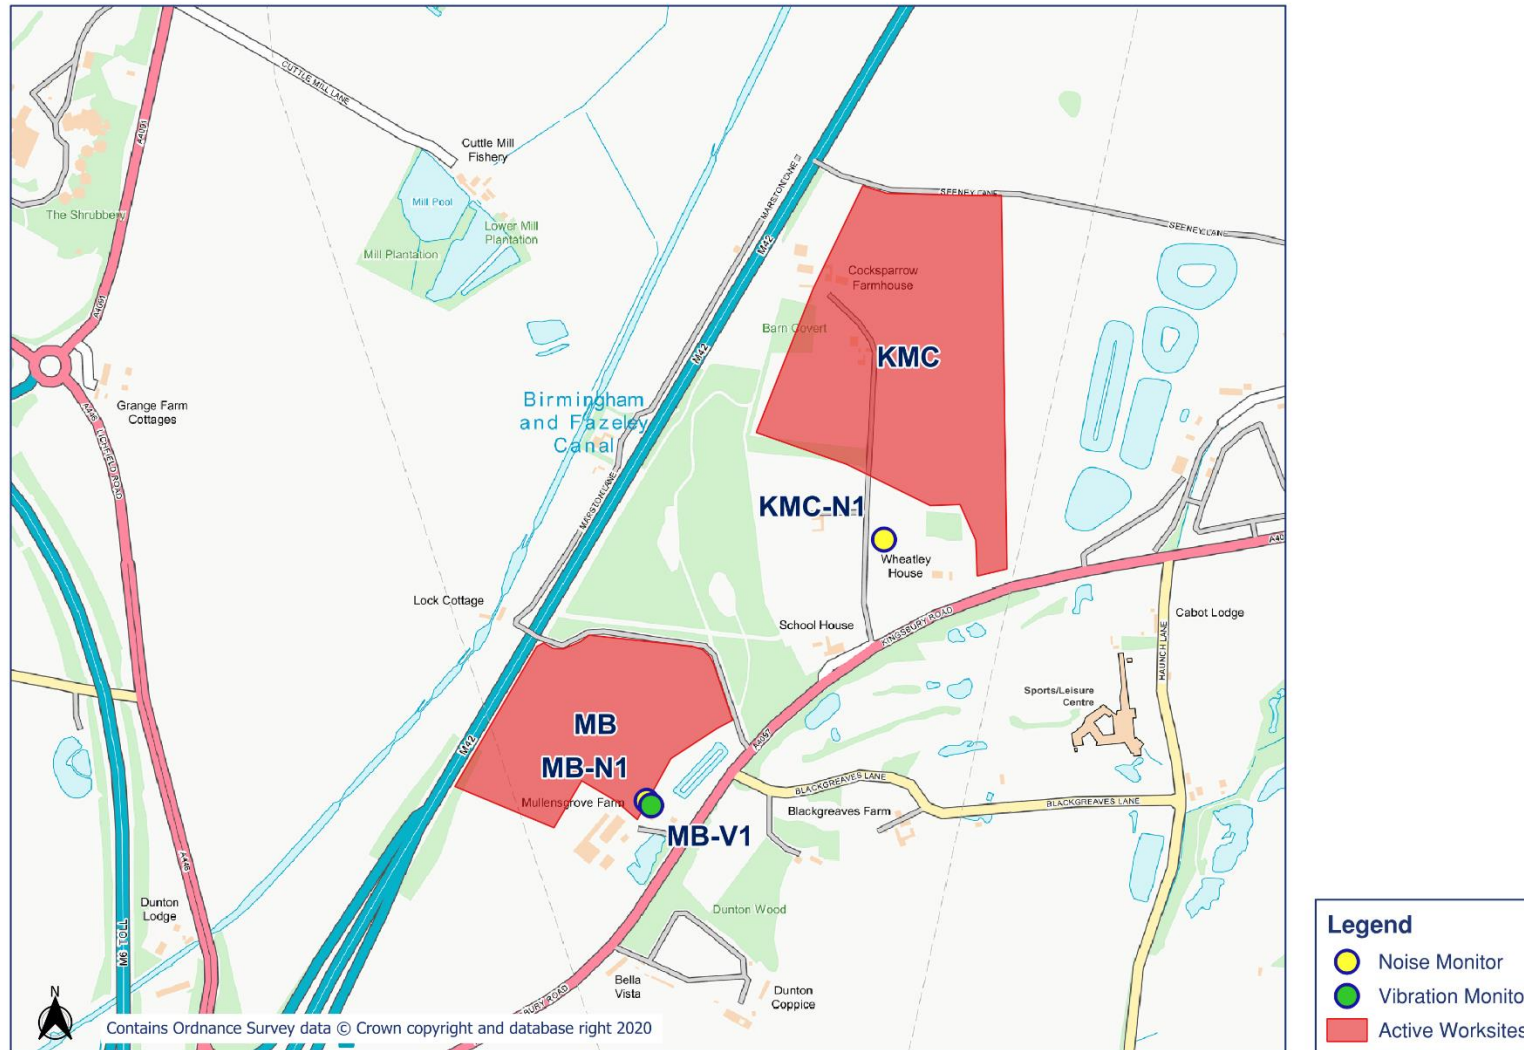 CUTTLE MILL LANE
A4091
Cuttle Mill
Fishery
MARSTON LANE
SEENEY LANE
The Shrubbery
Mill Pool
Lower Mill
Plantation
SEENEY LANE
Mill Plantation
M42
Cocksparrow
Farmhouse
A4091
Barn Covert
M42
KMC
Grange Farm
Cottages
A446
LICHFIELD ROAD
Birmingham
and Fazeley
Canal
MARSTON LANE
KMC-N1
Wheatley
House
Lock Cottage
School House
KINGSBURY ROAD
Cabot Lodge
HAUNCH LANE
Sports/Leisure
Centre
MB
M42
A4097
MB-N1
BLACKGREAVES LANE
BLACKGREAVES LANE
Mullensgrove Farm
Blackgreaves Farm
MB-V1
A446
Dunton
Lodge
Dunton Wood
M6 TOLL
Bella
Vista
Dunton
Coppice
BURY ROAD
N
Contains Ordnance Survey data © Crown copyright and database right 2020
Legend
Noise Monitor
Vibration Monito
Active Worksites